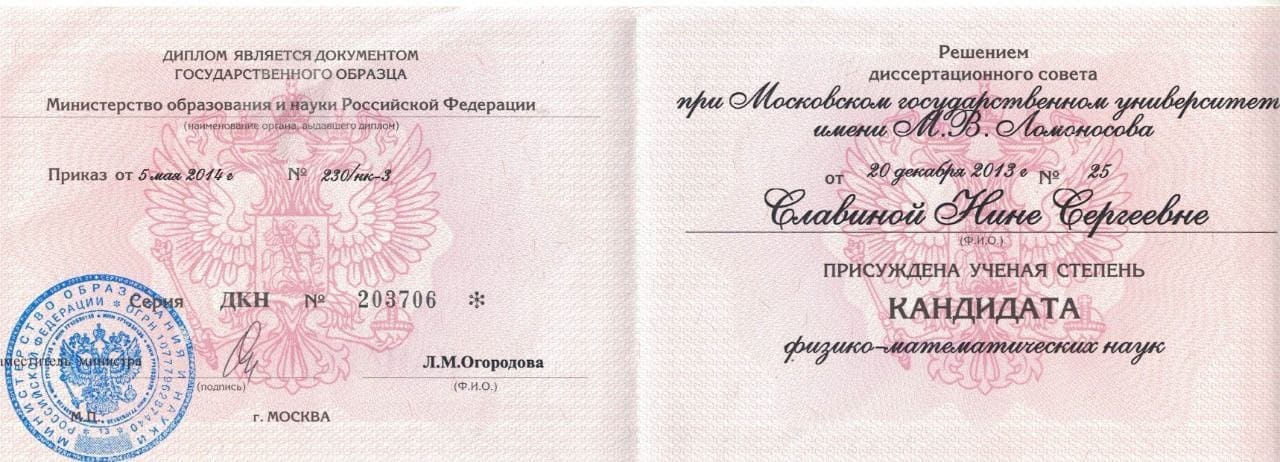 ДИПЛОМ ЯВЛЯЕТСЯ ДОКУМЕНТОМ
ГОСУДАРСТВЕННОГО ОБРАЗЦА
Министерство образования и науки Российской Федерации
(наименование органа, выдавшего диплом)
Приказ от 5 мая 2014 г № 230/нк-3
Серия ДКН № 203706 *
аместитель министра
Л.М.Огородова
(подпись) (Ф.И.О.)
М.П.
г. МОСКВА
МИНИСТЕРСТВО ОБРАЗОВАНИЯ И НАУКИ
РОССИЙСКОЙ ФЕДЕРАЦИИ * ОГРН 1077796237440
Решением
диссертационного совета
при Московском государственном университет
имени М.В. Ломоносова
от 20 декабря 2013 г № 25
Славиной Нине Сергеевне
(Ф.И.О.)
ПРИСУЖДЕНА УЧЕНАЯ СТЕПЕНЬ
КАНДИДАТА
физико-математических наук